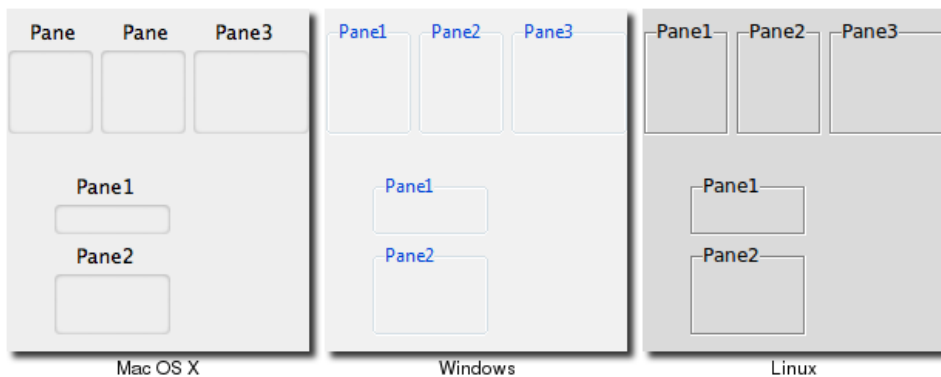 Pane Pane Pane3
Pane1
Pane2
Mac OS X
Pane1 Pane2 Pane3
Pane1
Pane2
Windows
Pane1 Pane2 Pane3
Pane1
Pane2
Linux